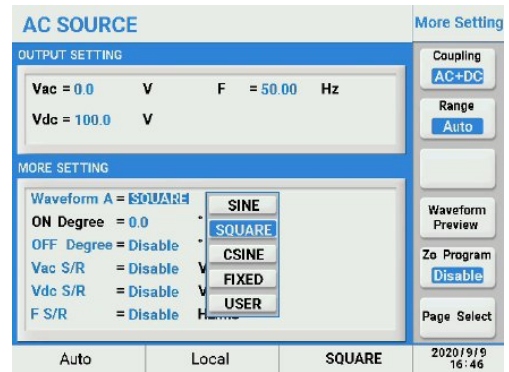 AC SOURCE
More Setting
OUTPUT SETTING
Vac = 0.0 V F = 50.00 Hz
Vdc = 100.0 V
Coupling
AC+DC
Range
Auto
MORE SETTING
Waveform A = SQUARE
ON Degree = 0.0 °
OFF Degree = Disable °
Vac S/R = Disable V
Vdc S/R = Disable V
F S/R = Disable
SINE
SQUARE
CSINE
FIXED
USER
Waveform
Preview
Zo Program
Disable
Page Select
Auto Local SQUARE
2020/9/9
16:46